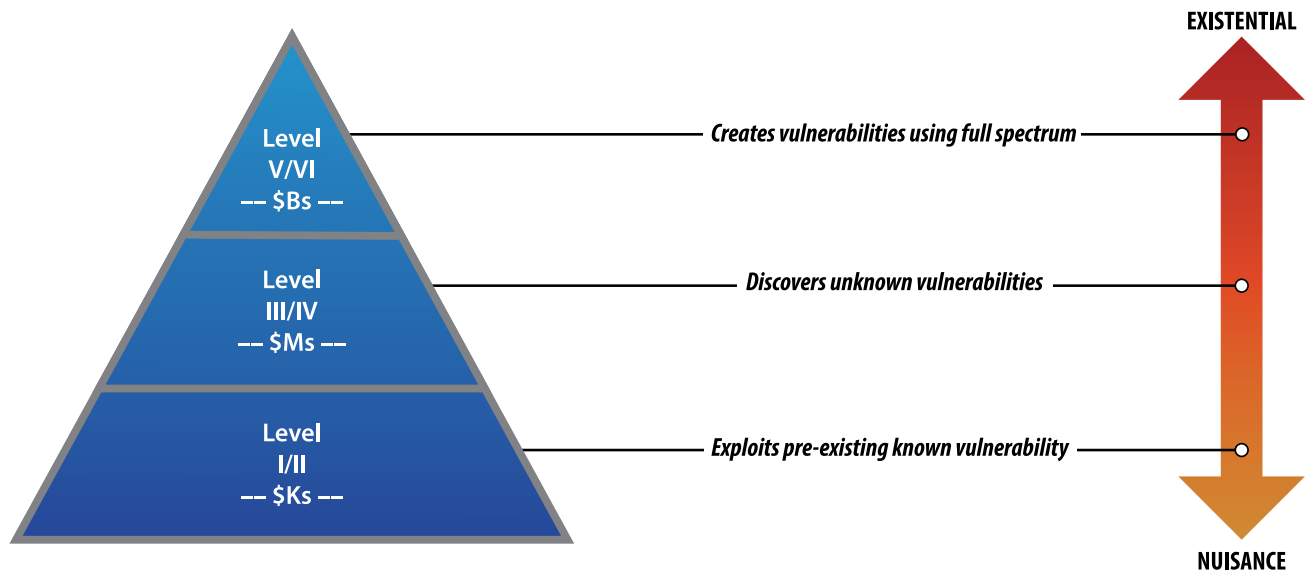 EXISTENTIAL
Level
V/VI
–– $Bs ––
Creates vulnerabilities using full spectrum
Level
III/IV
–– $Ms ––
Discovers unknown vulnerabilities
Level
I/II
–– $Ks ––
Exploits pre-existing known vulnerability
NUISANCE